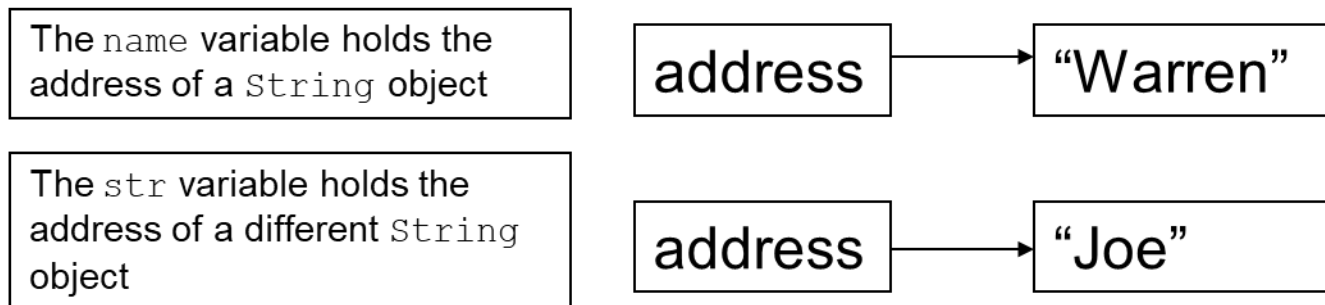 The name variable holds the
address of a String object
address
“Warren”
The str variable holds the
address of a different String
object
address
“Joe”